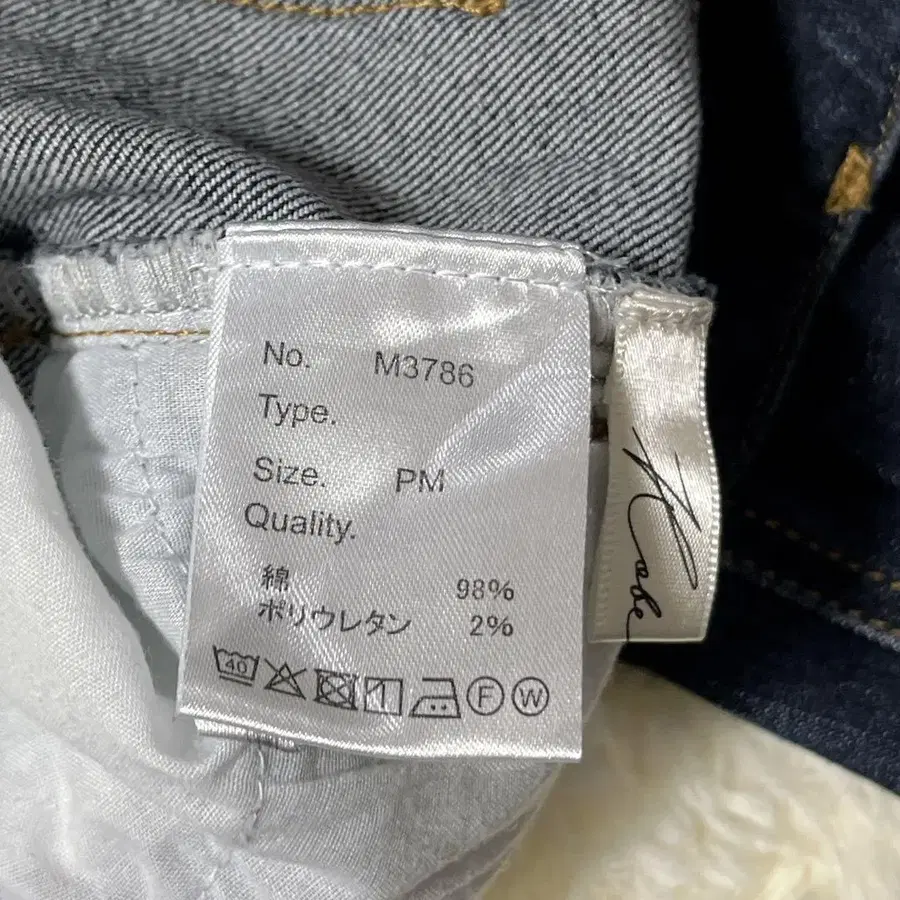 No. M3786
Type.
Size. PM
Quality.
綿 98%
ポリウレタン 2%
40 F W